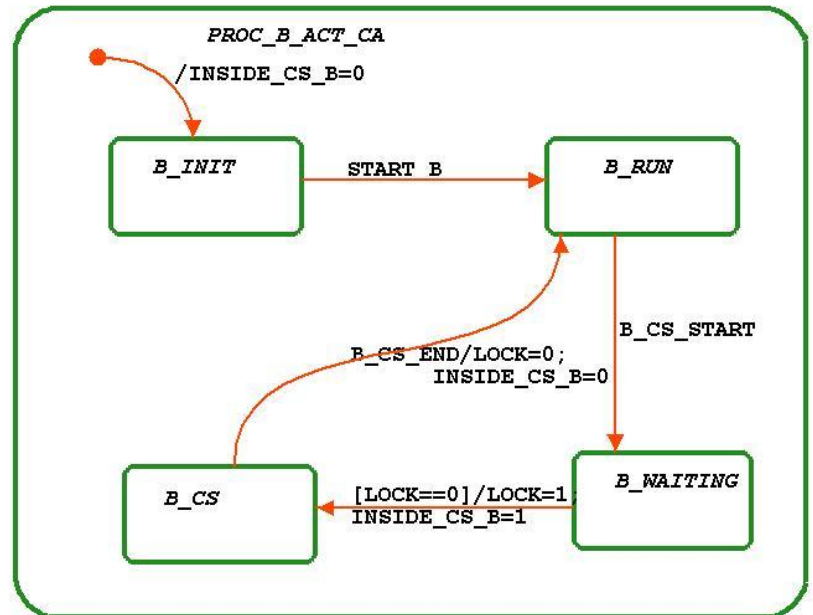 PROC_B_ACT_CA
/INSIDE_CS_B=0
B_INIT
START_B
B_RUN
B_CS_START
B_CS_END/LOCK=0;
INSIDE_CS_B=0
B_CS
[LOCK==0]/LOCK=1;
INSIDE_CS_B=1
B_WAITING